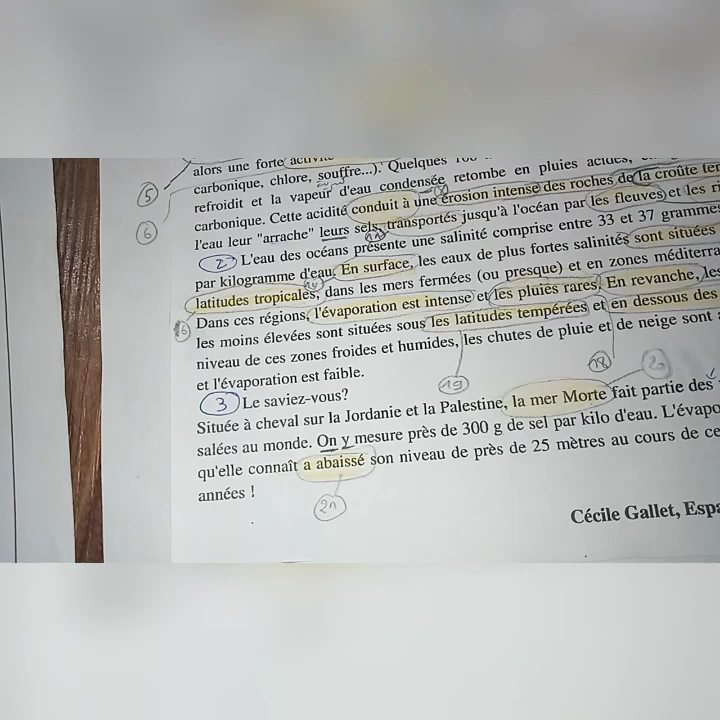 alors une forte
carbonique, chlore, souffre...). Quelques
refroidit et la vapeur d'eau condensée retombe en pluies acides,
carbonique. Cette acidité conduit à une érosion intense des roches de la croûte
l'eau leur "arrache" leurs sels, transportés jusqu'à l'océan par les fleuves et les
2 L'eau des océans présente une salinité comprise entre 33 et 37 grammes
par kilogramme d'eau. En surface, les eaux de plus fortes salinités sont situées
latitudes tropicales, dans les mers fermées (ou presque) et en zones
Dans ces régions, l'évaporation est intense et les pluies rares. En revanche, les
les moins élevées sont situées sous les latitudes tempérées et en dessous des
niveau de ces zones froides et humides, les chutes de pluie et de neige sont
et l'évaporation est faible.
3 Le saviez-vous?
Située à cheval sur la Jordanie et la Palestine, la mer Morte fait partie des
salées au monde. On y mesure près de 300 g de sel par kilo d'eau.
qu'elle connaît a abaissé son niveau de près de 25 mètres au cours de
années !
Cécile Gallet,
5
6
16
19
18
20
21